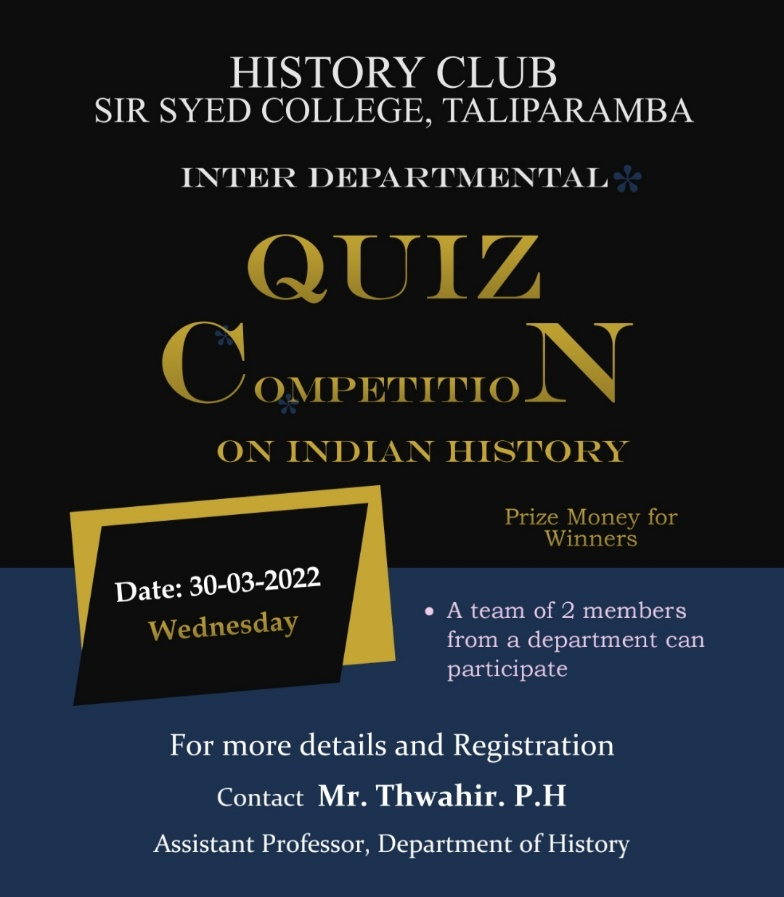 HISTORY CLUB
SIR SYED COLLEGE, TALIPARAMBA
INTER DEPARTMENTAL
QUIZ
COMPETITION
ON INDIAN HISTORY
Prize Money for
Winners
Date: 30-03-2022
Wednesday
• A team of 2 members
from a department can
participate
For more details and Registration
Contact Mr. Thwahir. P.H
Assistant Professor, Department of History